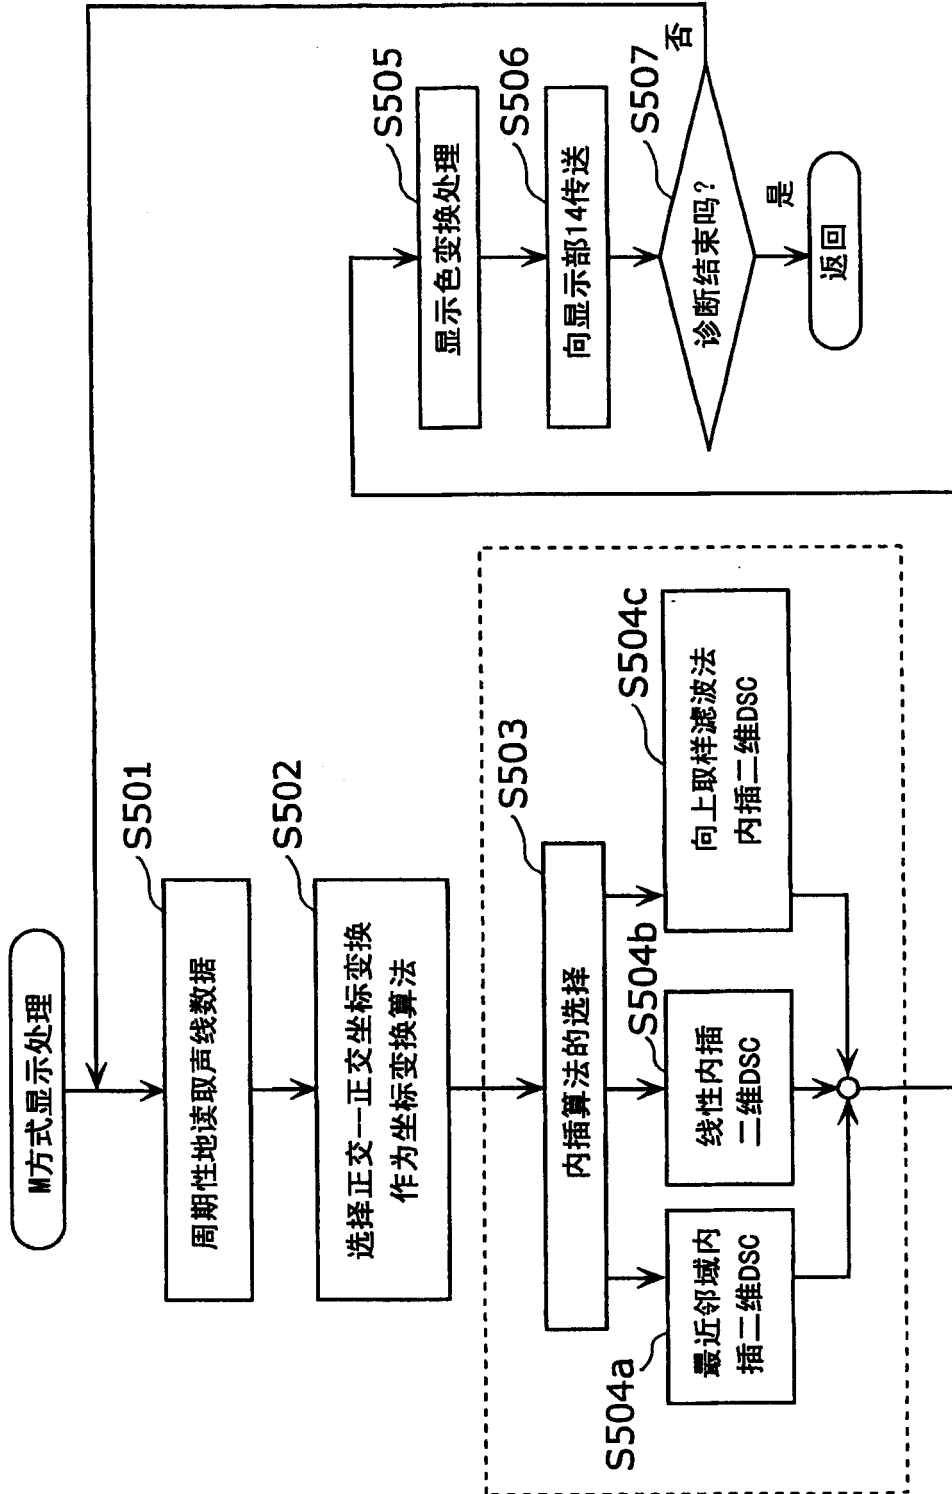 M方式显示处理
S501
周期性地读取声线数据
S502
选择正交--正交坐标变换
作为坐标变换算法
S503
内插算法的选择
S504a
最近邻域内
插二维DSC
S504b
线性内插
二维DSC
S504c
向上取样滤波法
内插二维DSC
S505
显示色变换处理
S506
向显示部14传送
S507
诊断结束吗?
否
是
返回